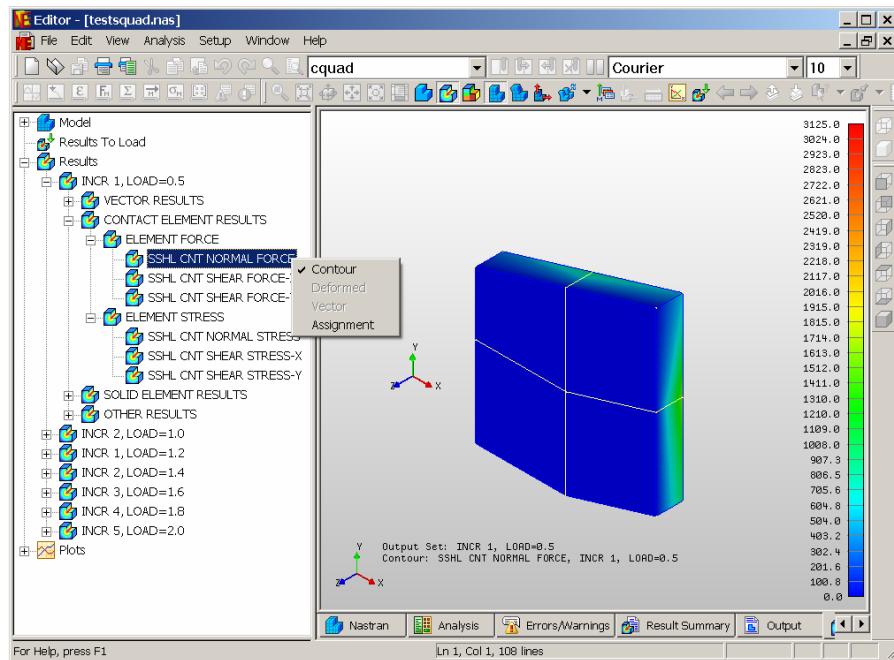 Editor - [testsquad.nas]
File Edit View Analysis Setup Window Help
cquad Courier 10
Model
Results To Load
Results
INCR 1, LOAD=0.5
VECTOR RESULTS
CONTACT ELEMENT RESULTS
ELEMENT FORCE
SSHL CNT NORMAL FORCE
SSHL CNT SHEAR FORCE-
SSHL CNT SHEAR FORCE-
ELEMENT STRESS
SSHL CNT NORMAL STRESS
SSHL CNT SHEAR STRESS-X
SSHL CNT SHEAR STRESS-Y
SOLID ELEMENT RESULTS
OTHER RESULTS
INCR 2, LOAD=1.0
INCR 1, LOAD=1.2
INCR 2, LOAD=1.4
INCR 3, LOAD=1.6
INCR 4, LOAD=1.8
INCR 5, LOAD=2.0
Plots
Contour
Deformed
Vector
Assignment
3125.0
3024.0
2923.0
2823.0
2722.0
2621.0
2520.0
2419.0
2319.0
2218.0
2117.0
2016.0
1915.0
1815.0
1714.0
1613.0
1512.0
1411.0
1310.0
1210.0
1109.0
1008.0
907.3
806.5
705.6
604.8
504.0
403.2
302.4
201.6
100.8
0.0
Y
Z X
Y
Z X
Output Set: INCR 1, LOAD=0.5
Contour: SSHL CNT NORMAL FORCE, INCR 1, LOAD=0.5
Nastran Analysis Errors/Warnings Result Summary Output
For Help, press F1 Ln 1, Col 1, 108 lines